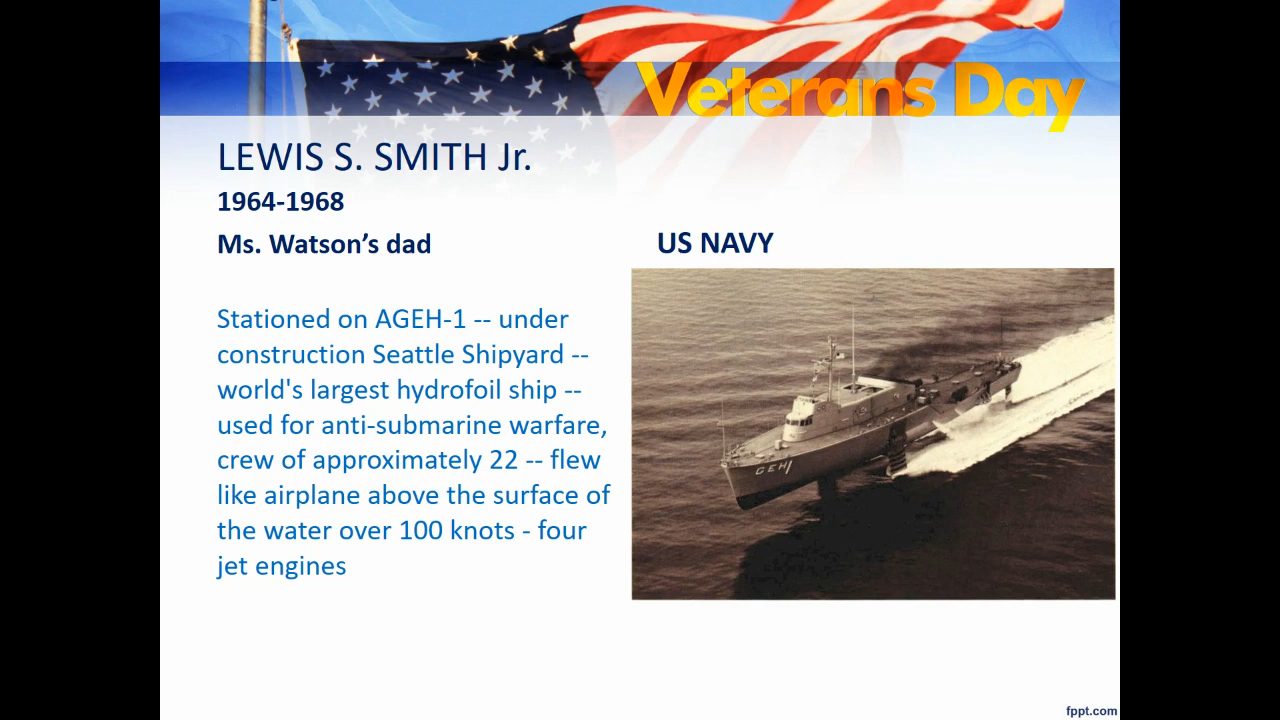 Veterans Day
LEWIS S. SMITH Jr.
1964-1968
Ms. Watson’s dad
US NAVY
Stationed on AGEH-1 -- under
construction Seattle Shipyard --
world's largest hydrofoil ship --
used for anti-submarine warfare,
crew of approximately 22 -- flew
like airplane above the surface of
the water over 100 knots - four
jet engines
GEH1
fppt.com